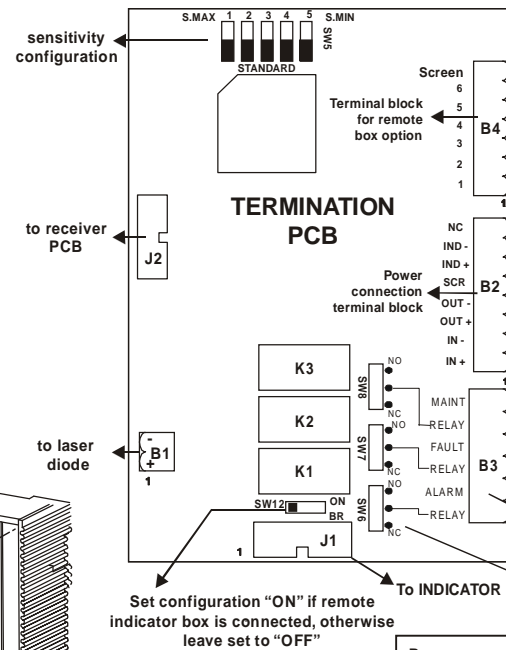 S.MAX 1 2 3 4 5 S.MIN
SW5
STANDARD
sensitivity
configuration
Screen
6
5
4
3
2
1
Terminal block
for remote
box option
B4
1
TERMINATION
PCB
to receiver
PCB
J2
NC
IND -
IND +
SCR
OUT -
OUT +
IN -
IN +
Power
connection
terminal block
B2
1
K3
K2
K1
SW8
NO
NC
SW7
NO
NC
SW6
NO
NC
MAINT
RELAY
FAULT
RELAY
ALARM
RELAY
B3
to laser
diode
-
+
B1
1
SW12
ON
BR
1
J1
To INDICATOR
Set configuration “ON” if remote
indicator box is connected, otherwise
leave set to “OFF”